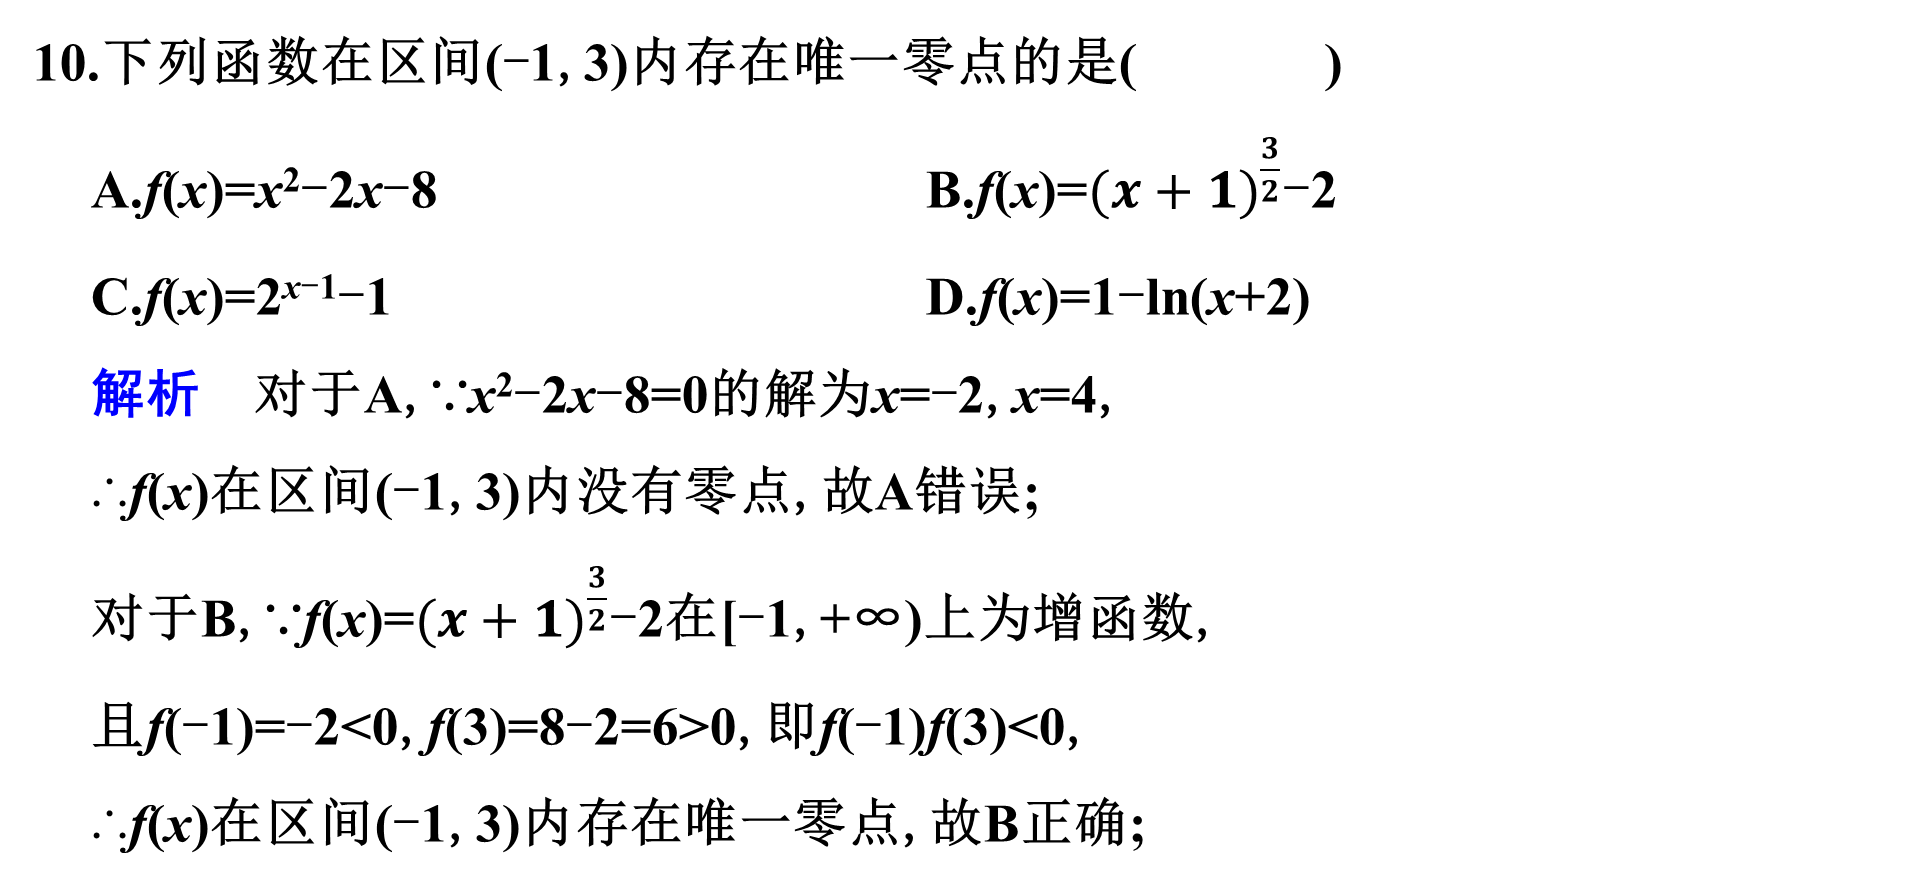 10.下列函数在区间(−1, 3)内存在唯一零点的是(　　)
A.f(x)=x²−2x−8　　B.f(x)=(x + 1)^{3/2}−2
C.f(x)=2^{x−1}−1　　D.f(x)=1−ln(x+2)
解析　对于A, ∵x²−2x−8=0的解为x=−2, x=4,
∴f(x)在区间(−1, 3)内没有零点, 故A错误;
对于B, ∵f(x)=(x + 1)^{3/2}−2在[−1, +∞)上为增函数,
且f(−1)=−2<0, f(3)=8−2=6>0, 即f(−1)f(3)<0,
∴f(x)在区间(−1, 3)内存在唯一零点, 故B正确;